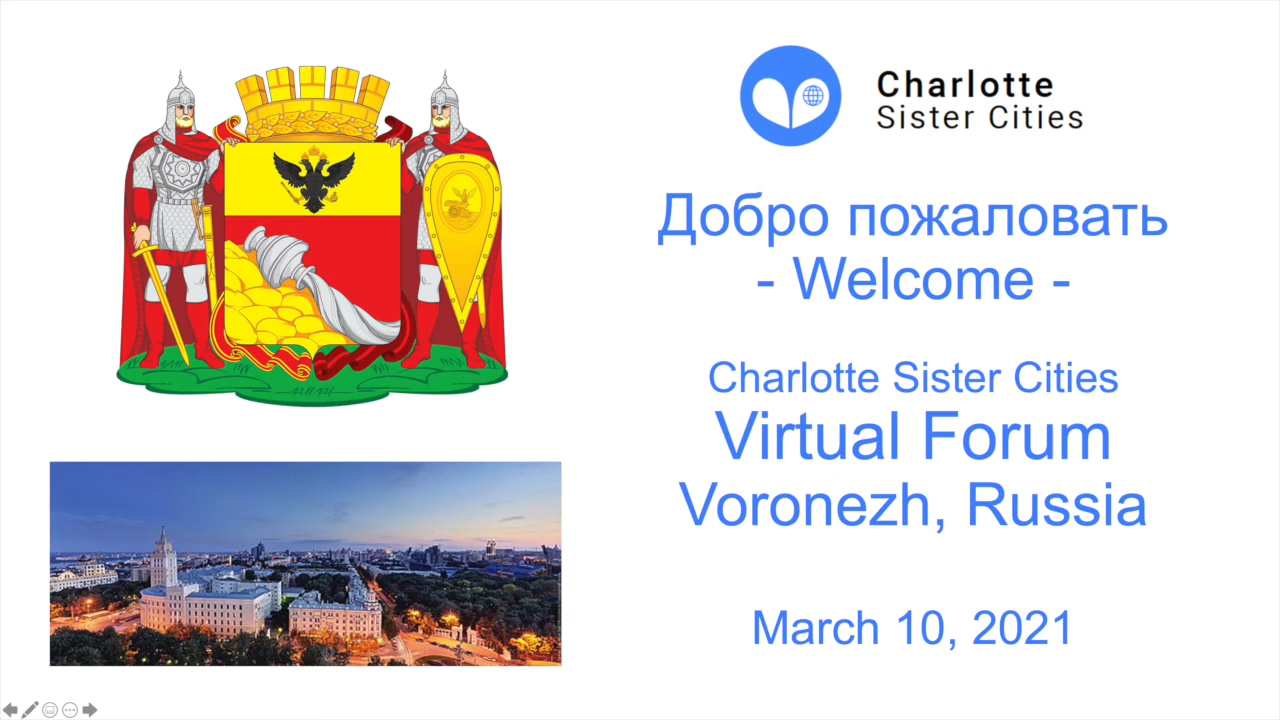 Charlotte
Sister Cities
Добро пожаловать
- Welcome -
Charlotte Sister Cities
Virtual Forum
Voronezh, Russia
March 10, 2021